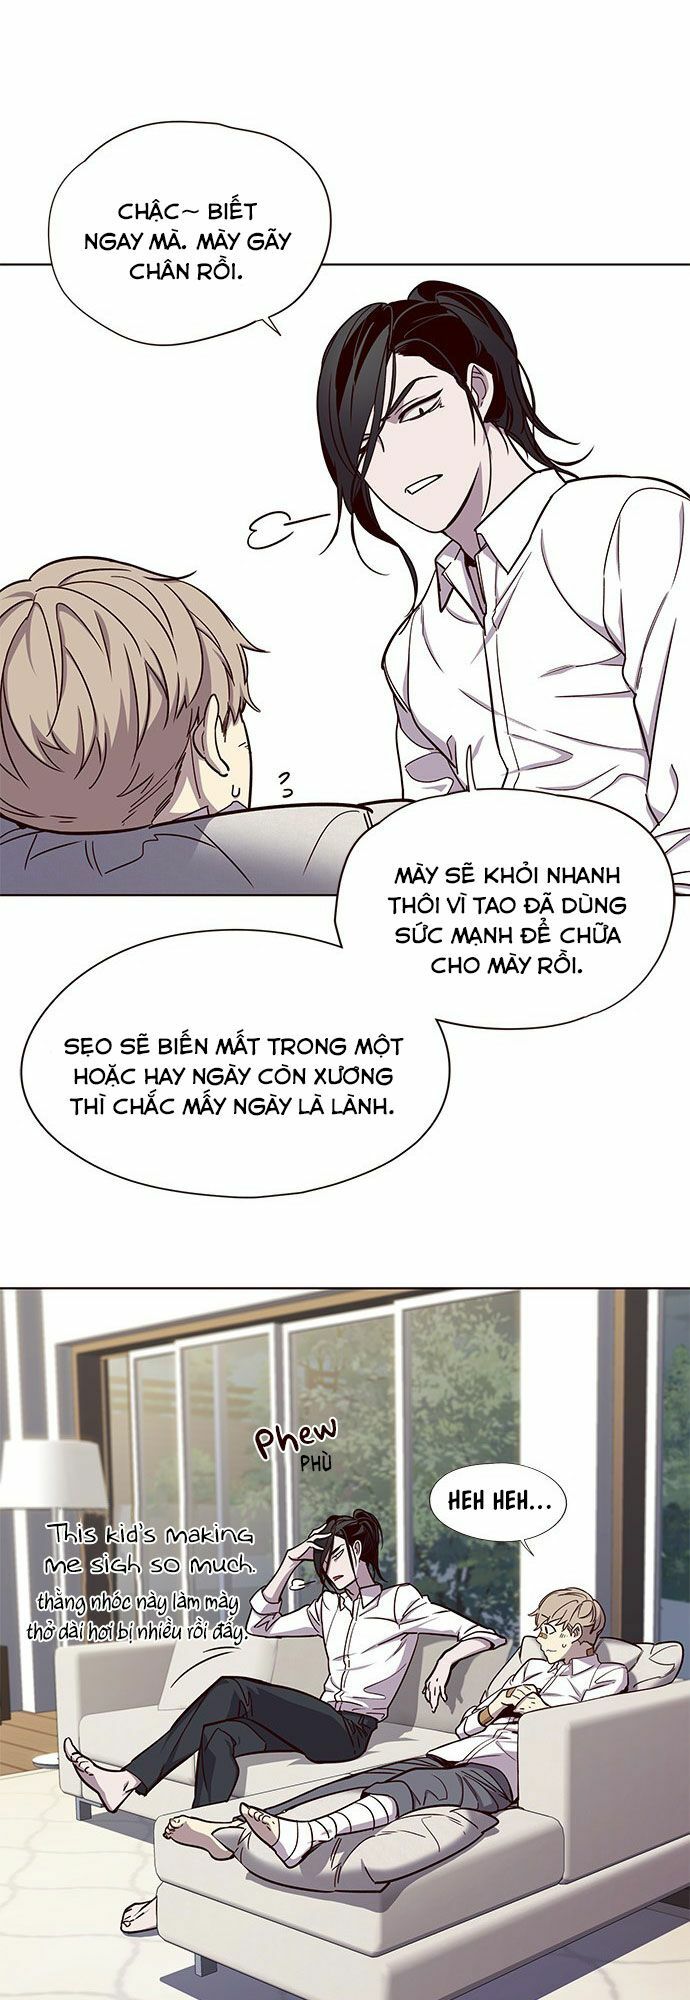 CHẬC~ BIẾT
NGAY MÀ. MÀY GÃY
CHÂN RỒI.
MÀY SẼ KHỎI NHANH
THÔI VÌ TAO ĐÃ DÙNG
SỨC MẠNH ĐỂ CHỮA
CHO MÀY RỒI.
SẸO SẼ BIẾN MẤT TRONG MỘT
HOẶC HAY NGÀY CÒN XƯƠNG
THÌ CHẮC MẤY NGÀY LÀ LÀNH.
Phew
PHÙ
HEH HEH...
This kid's making
me sigh so much.
thằng nhóc này làm mày
thở dài hơi bị nhiều rồi đấy.